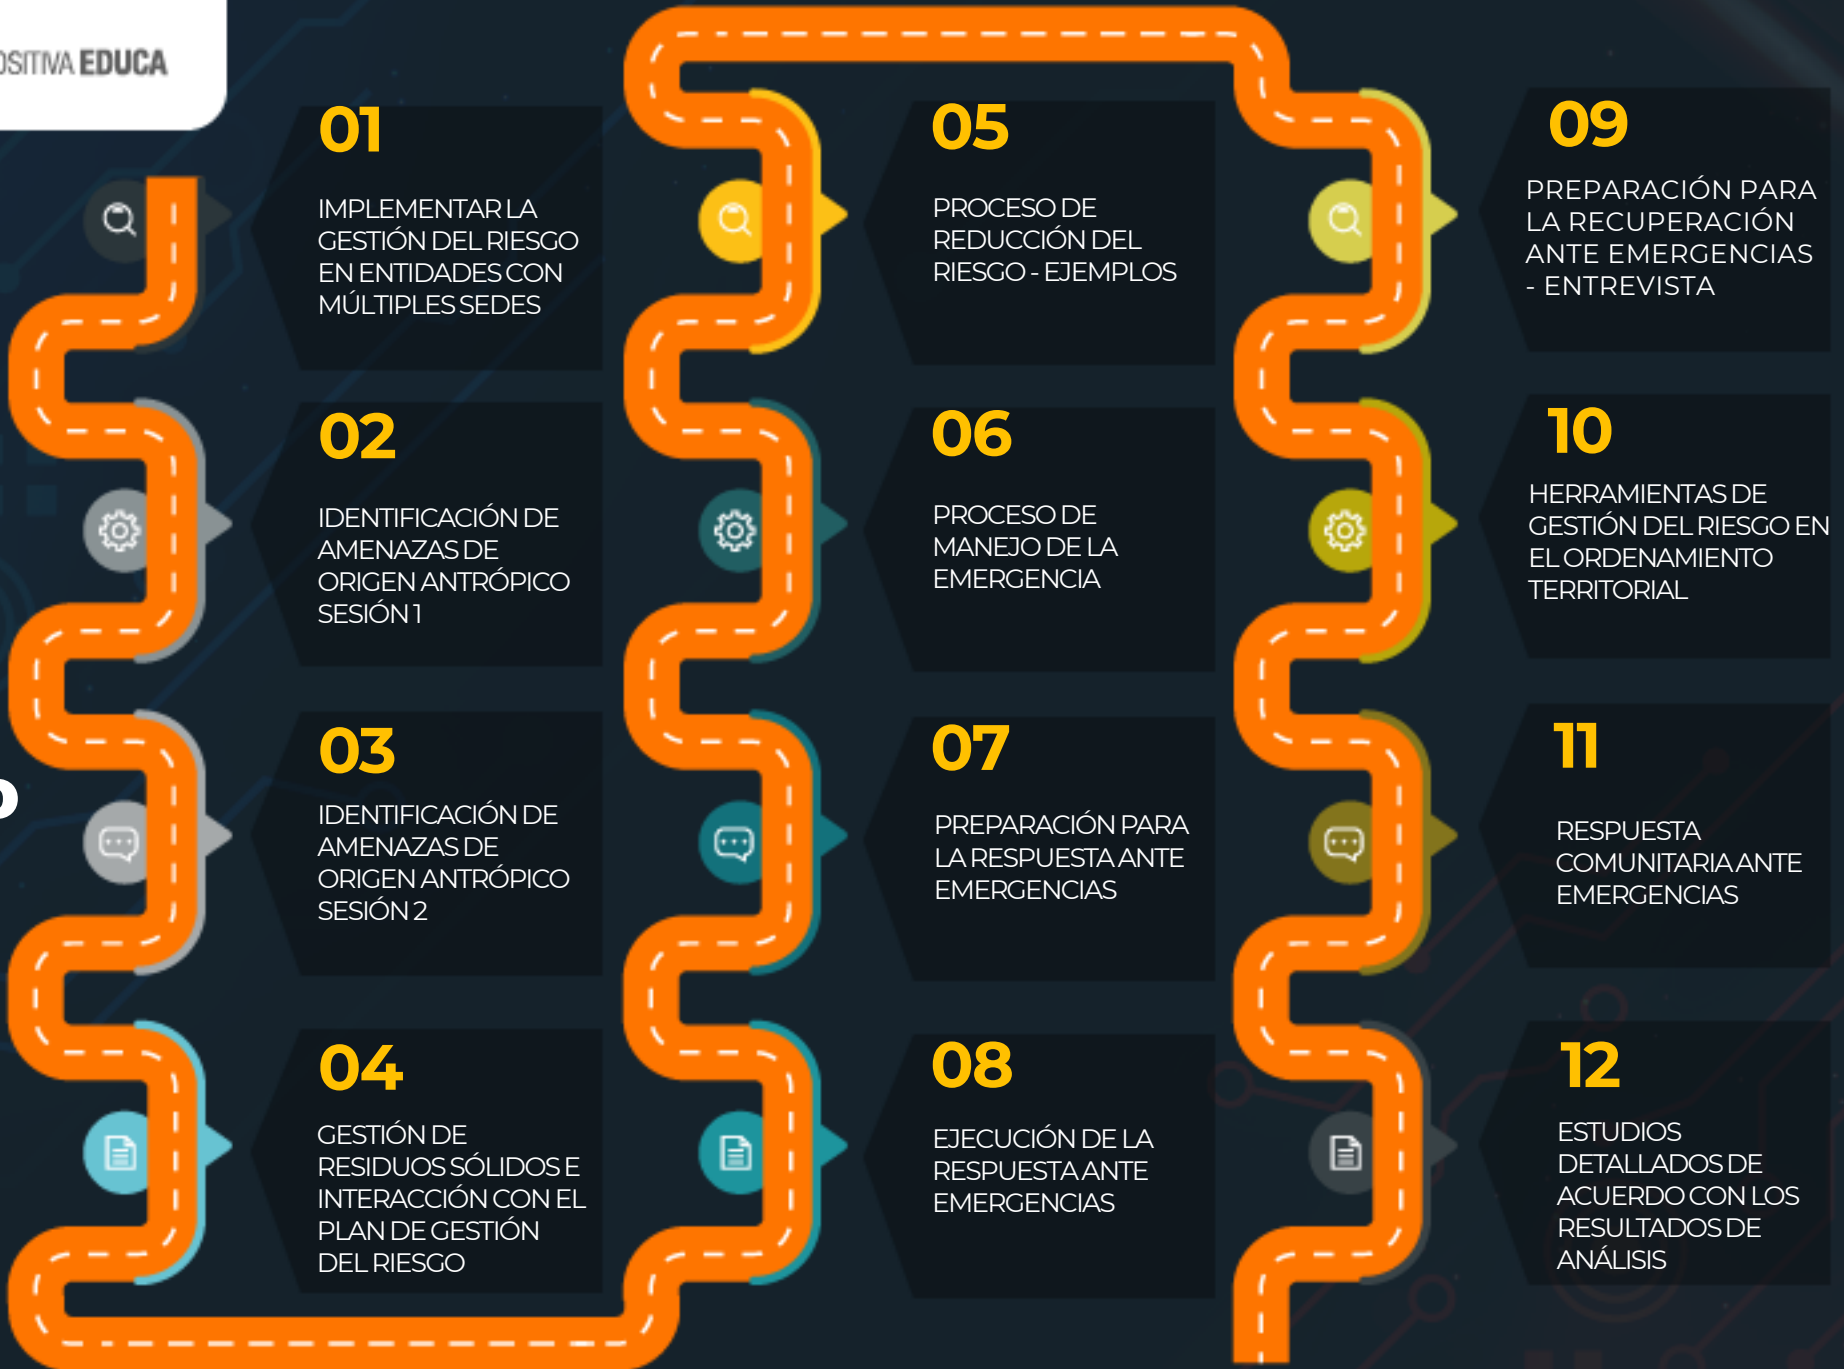 EDUCA
01
IMPLEMENTAR LA
GESTIÓN DEL RIESGO
EN ENTIDADES CON
MÚLTIPLES SEDES
02
IDENTIFICACIÓN DE
AMENAZAS DE
ORIGEN ANTRÓPICO
SESIÓN 1
03
IDENTIFICACIÓN DE
AMENAZAS DE
ORIGEN ANTRÓPICO
SESIÓN 2
04
GESTIÓN DE
RESIDUOS SÓLIDOS E
INTERACCIÓN CON EL
PLAN DE GESTIÓN
DEL RIESGO
05
PROCESO DE
REDUCCIÓN DEL
RIESGO - EJEMPLOS
06
PROCESO DE
MANEJO DE LA
EMERGENCIA
07
PREPARACIÓN PARA
LA RESPUESTA ANTE
EMERGENCIAS
08
EJECUCIÓN DE LA
RESPUESTA ANTE
EMERGENCIAS
09
PREPARACIÓN PARA
LA RECUPERACIÓN
ANTE EMERGENCIAS
- ENTREVISTA
10
HERRAMIENTAS DE
GESTIÓN DEL RIESGO EN
EL ORDENAMIENTO
TERRITORIAL
11
RESPUESTA
COMUNITARIA ANTE
EMERGENCIAS
12
ESTUDIOS
DETALLADOS DE
ACUERDO CON LOS
RESULTADOS DE
ANÁLISIS